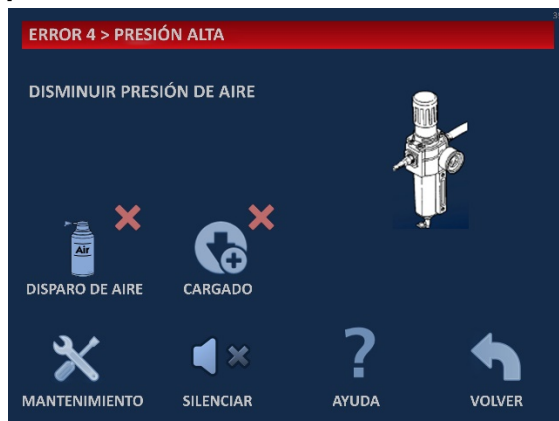 ERROR 4 > PRESIÓN ALTA
DISMINUIR PRESIÓN DE AIRE
Air
DISPARO DE AIRE
CARGADO
?
MANTENIMIENTO
SILENCIAR
AYUDA
VOLVER